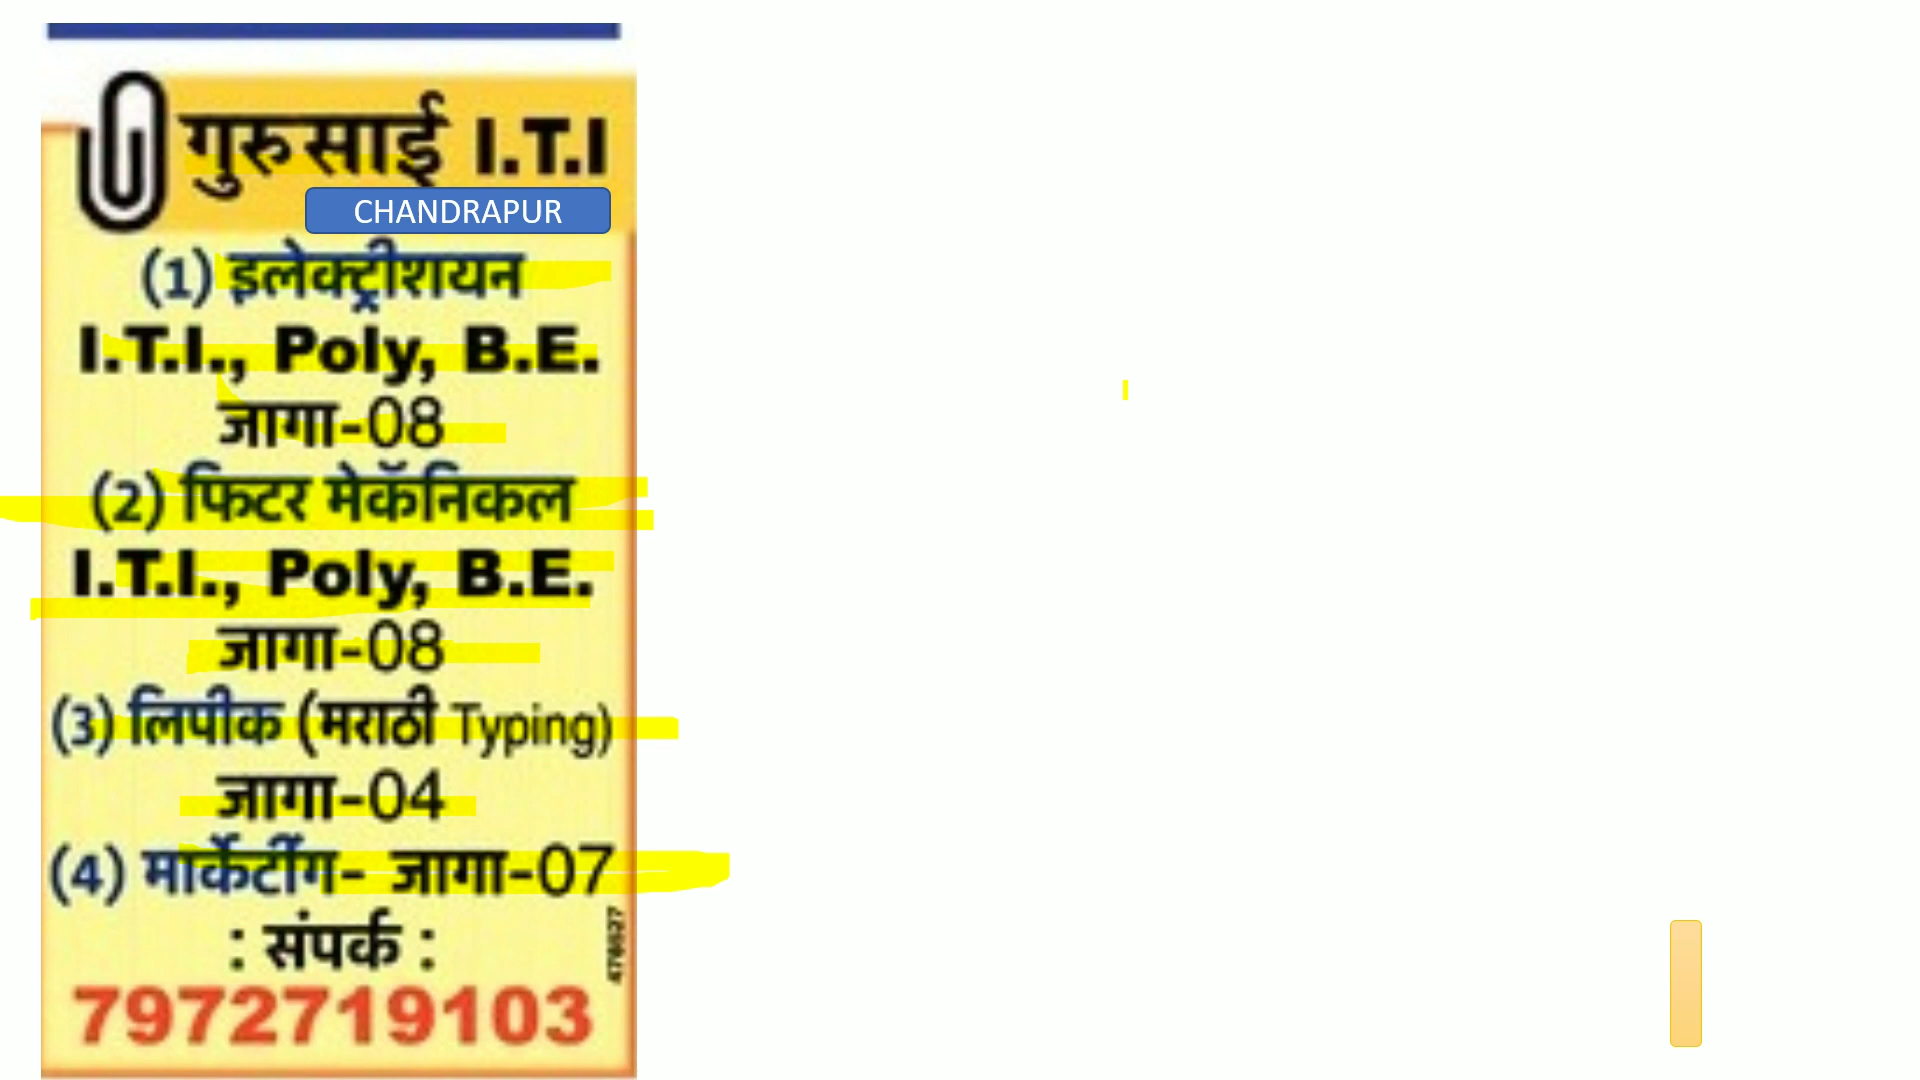 गुरुसाई I.T.I
CHANDRAPUR
(1) इलेक्ट्रीशयन
I.T.I., Poly, B.E.
जागा-08
(2) फिटर मेकॅनिकल
I.T.I., Poly, B.E.
जागा-08
(3) लिपीक (मराठी Typing)
जागा-04
(4) मार्केटींग- जागा-07
: संपर्क :
7972719103